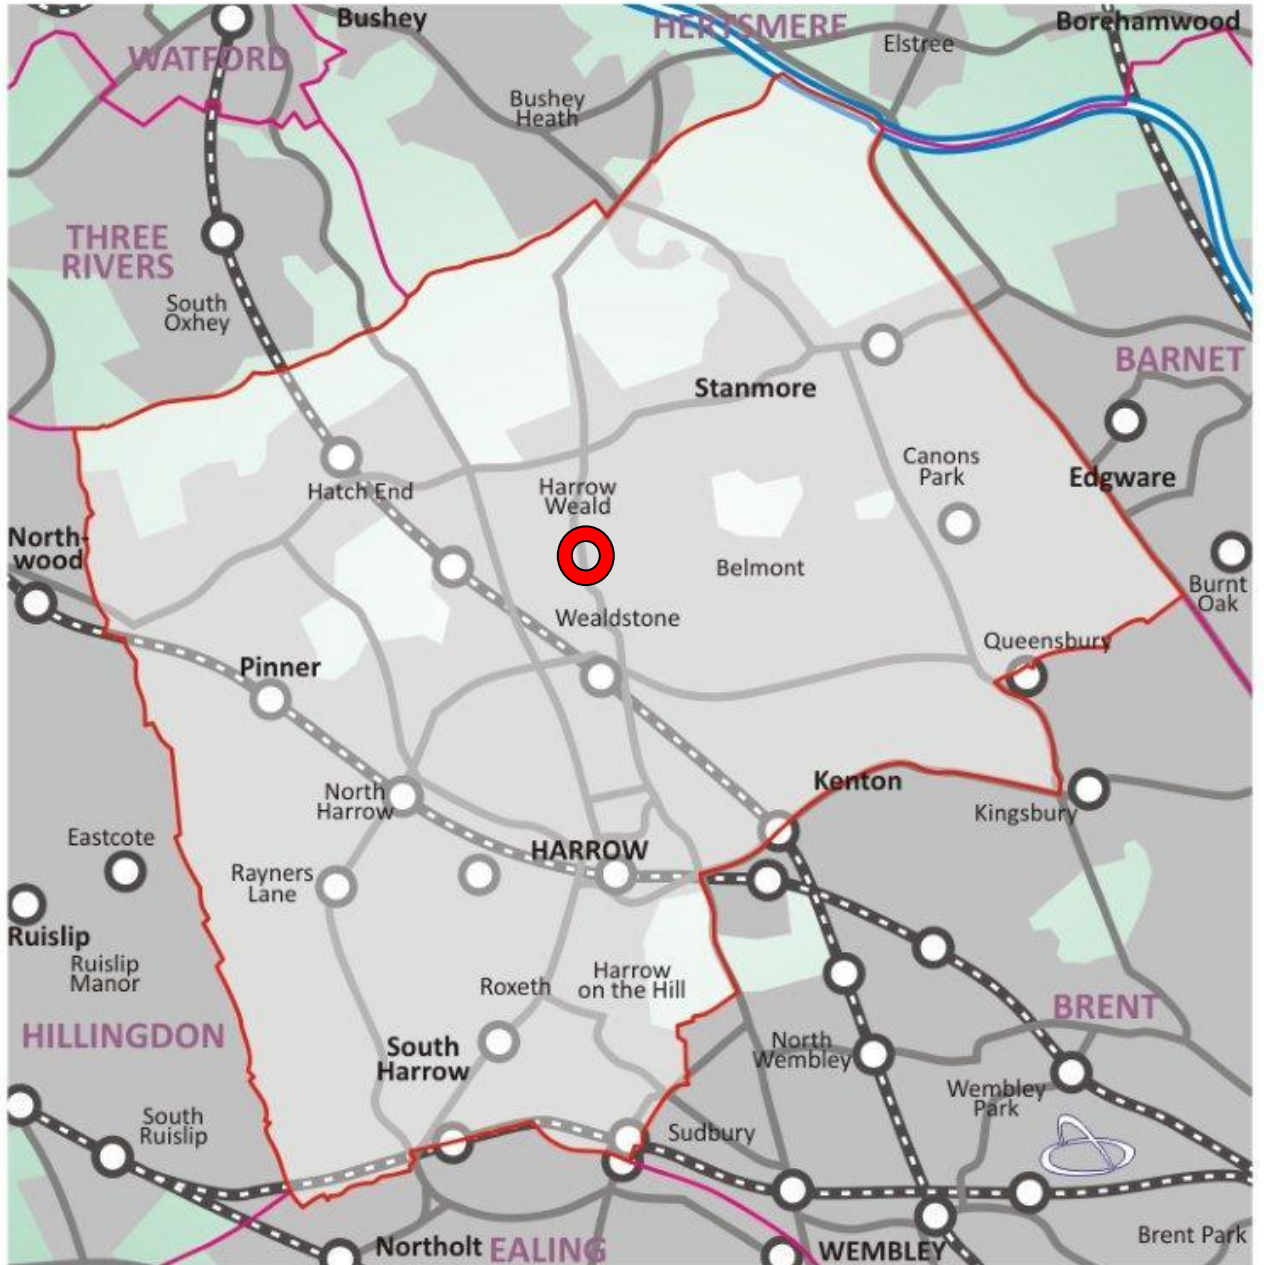 Bushey
HERTSMERE
Borehamwood
Elstree
WATFORD
Bushey
Heath
THREE
RIVERS
South
Oxhey
BARNET
Stanmore
Canons
Park
Edgware
Hatch End
Harrow
Weald
North-
wood
Belmont
Burnt
Oak
Wealdstone
Queensbury
Pinner
Kenton
North
Harrow
Kingsbury
Eastcote
HARROW
Rayners
Lane
Ruislip
Ruislip
Manor
Roxeth
Harrow
on the Hill
BRENT
HILLINGDON
South
Harrow
North
Wembley
Wembley
Park
South
Ruislip
Sudbury
Northolt
EALING
WEMBLEY
Brent Park